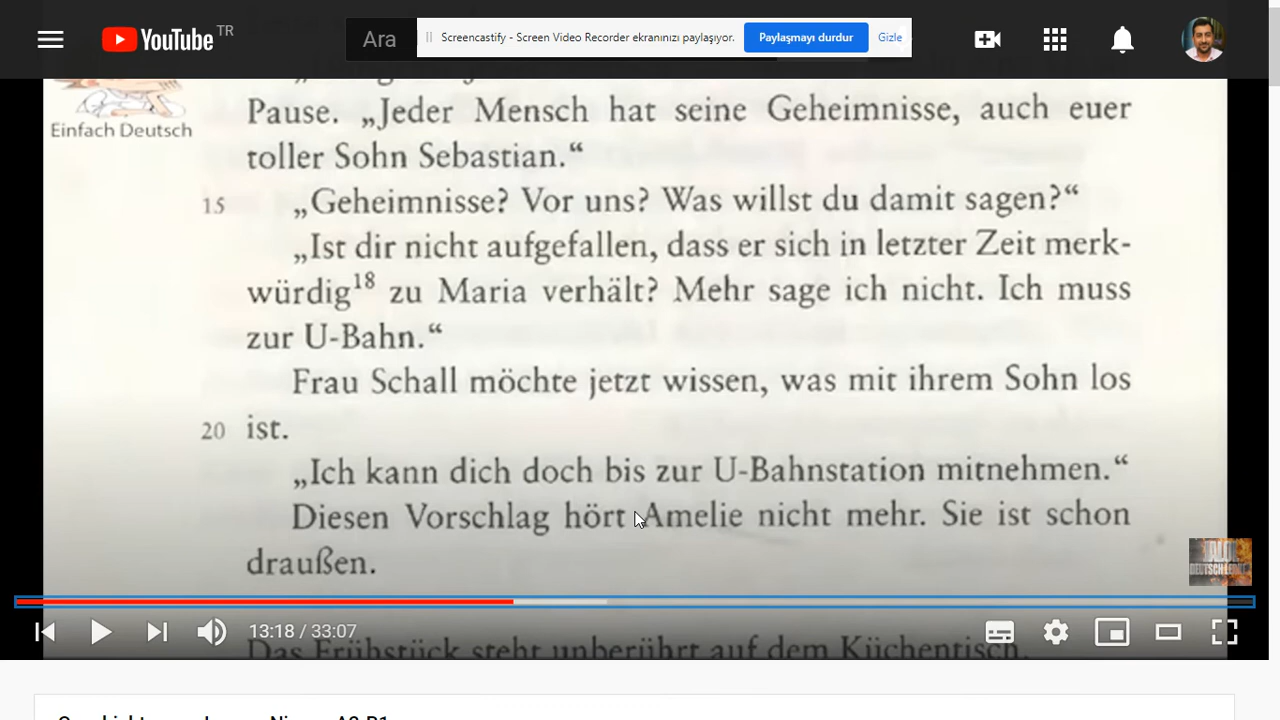 YouTube TR
Ara
Screencastify - Screen Video Recorder ekranınızı paylaşıyor.
Paylaşmayı durdur
Gizle
Einfach Deutsch
Pause. „Jeder Mensch hat seine Geheimnisse, auch euer
toller Sohn Sebastian.“
15 „Geheimnisse? Vor uns? Was willst du damit sagen?“
„Ist dir nicht aufgefallen, dass er sich in letzter Zeit merk-
würdig18 zu Maria verhält? Mehr sage ich nicht. Ich muss
zur U-Bahn.“
Frau Schall möchte jetzt wissen, was mit ihrem Sohn los
20 ist.
„Ich kann dich doch bis zur U-Bahnstation mitnehmen.“
Diesen Vorschlag hört Amelie nicht mehr. Sie ist schon
draußen.
13:18 / 33:07
Das Frühstück steht unberührt auf dem Küchentisch.